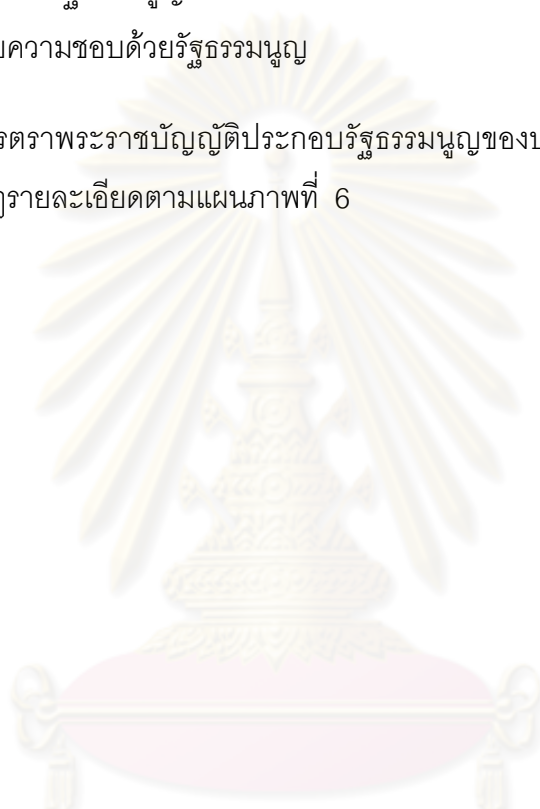 ความชอบด้วยรัฐธรรมนูญ
ตราพระราชบัญญัติประกอบรัฐธรรมนูญของ
รายละเอียดตามแผนภาพที่ 6